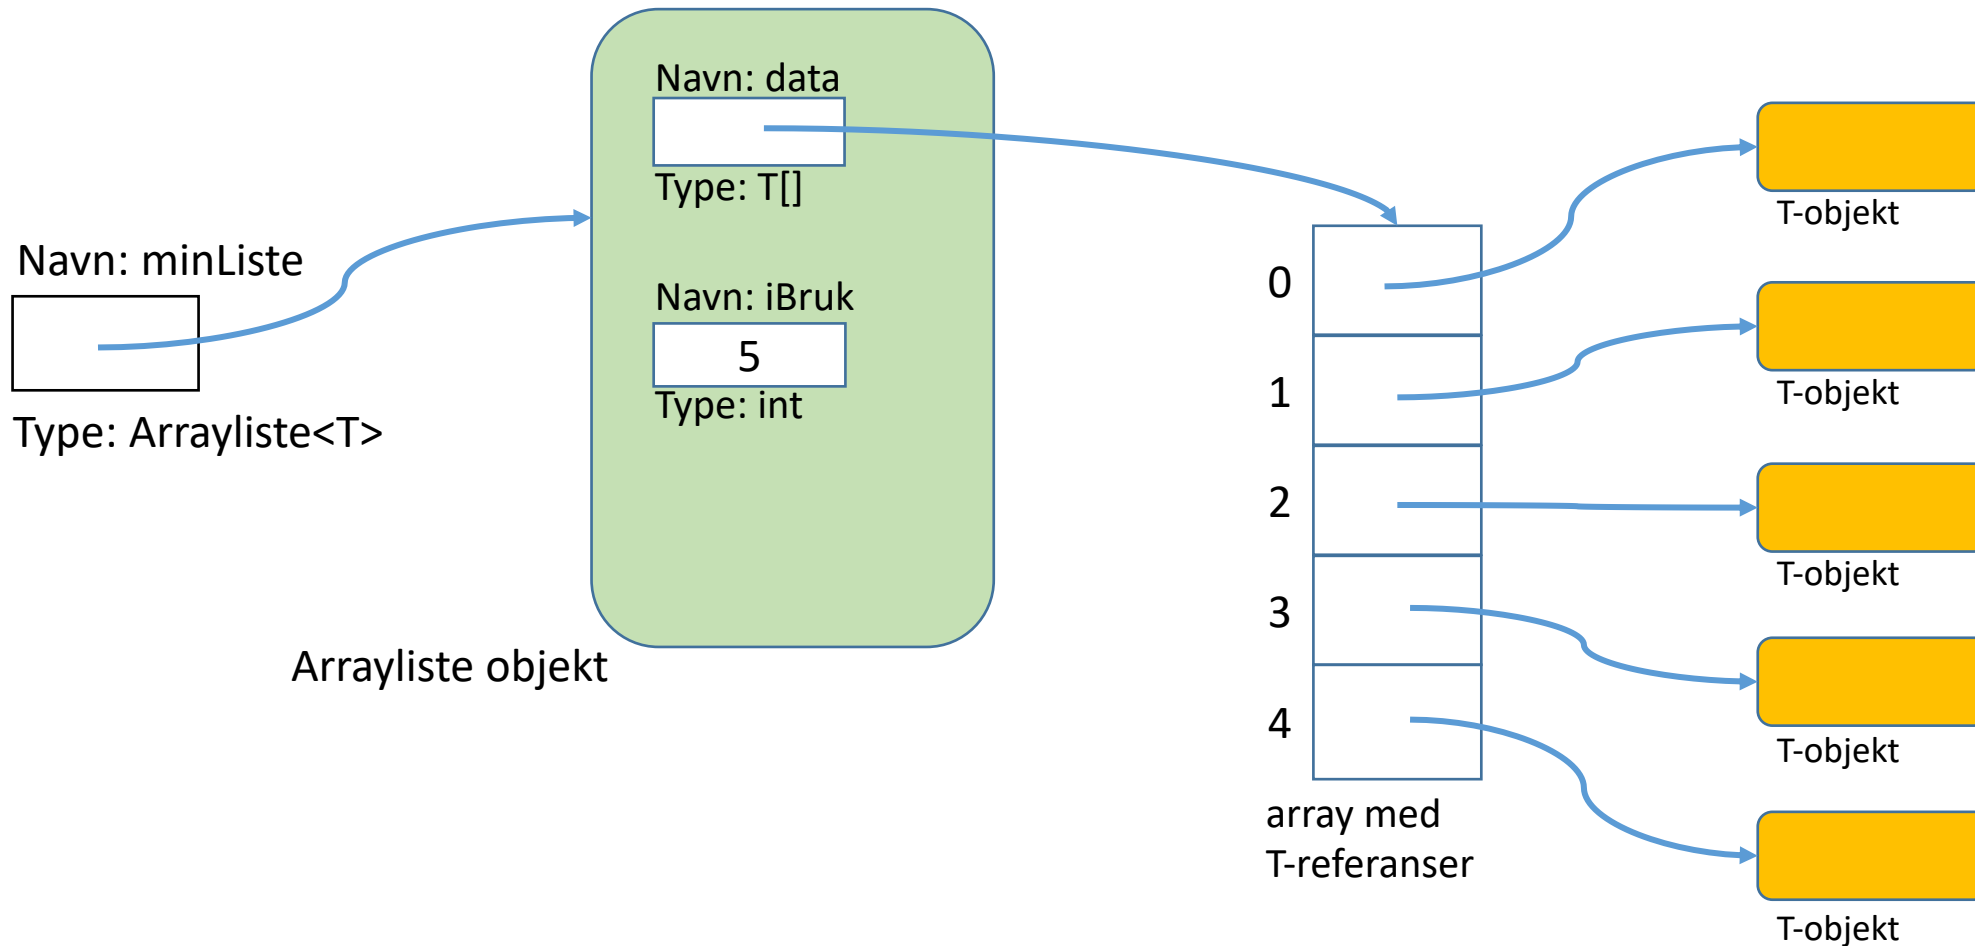 Navn: minListe
Type: Arrayliste<T>
Navn: data
Type: T[]
Navn: iBruk
5
Type: int
Arrayliste objekt
0
1
2
3
4
array med
T-referanser
T-objekt
T-objekt
T-objekt
T-objekt
T-objekt